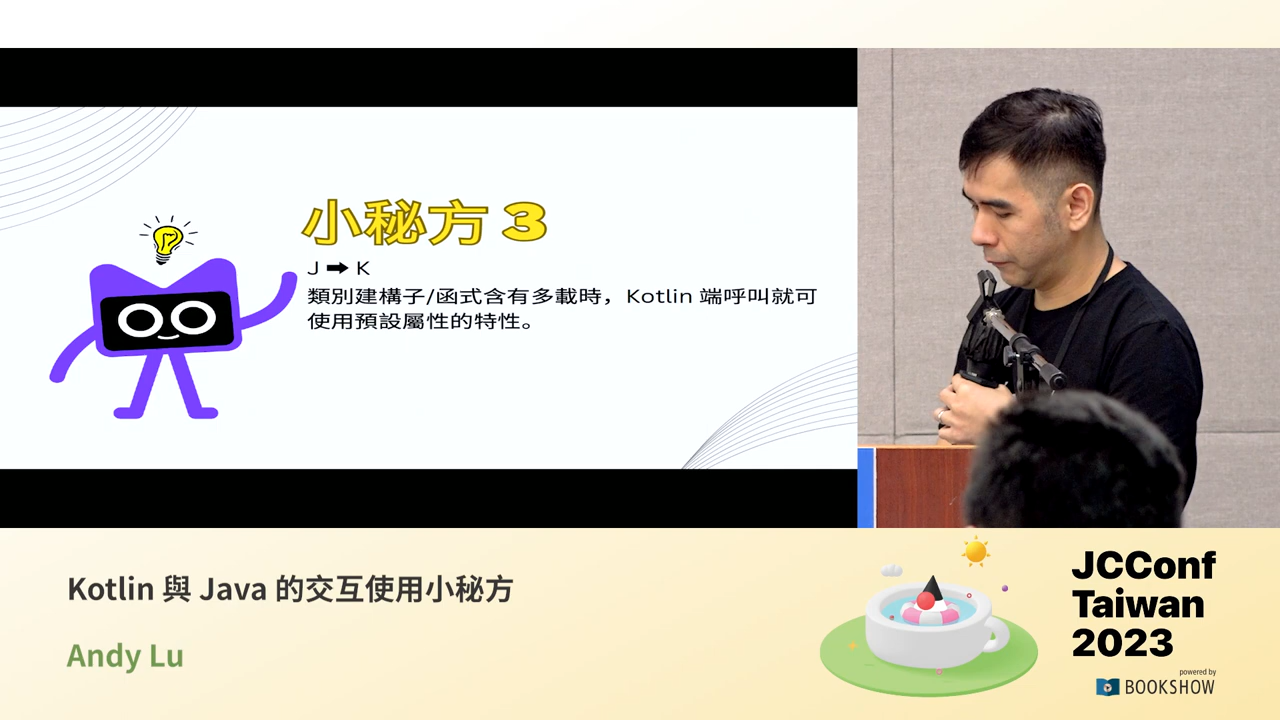 小秘方 3
J ➡ K
類別建構子/函式含有多載時，Kotlin 端呼叫就可
使用預設屬性的特性。
Kotlin 與 Java 的交互使用小秘方
Andy Lu
JCConf
Taiwan
2023
powered by
BOOKSHOW